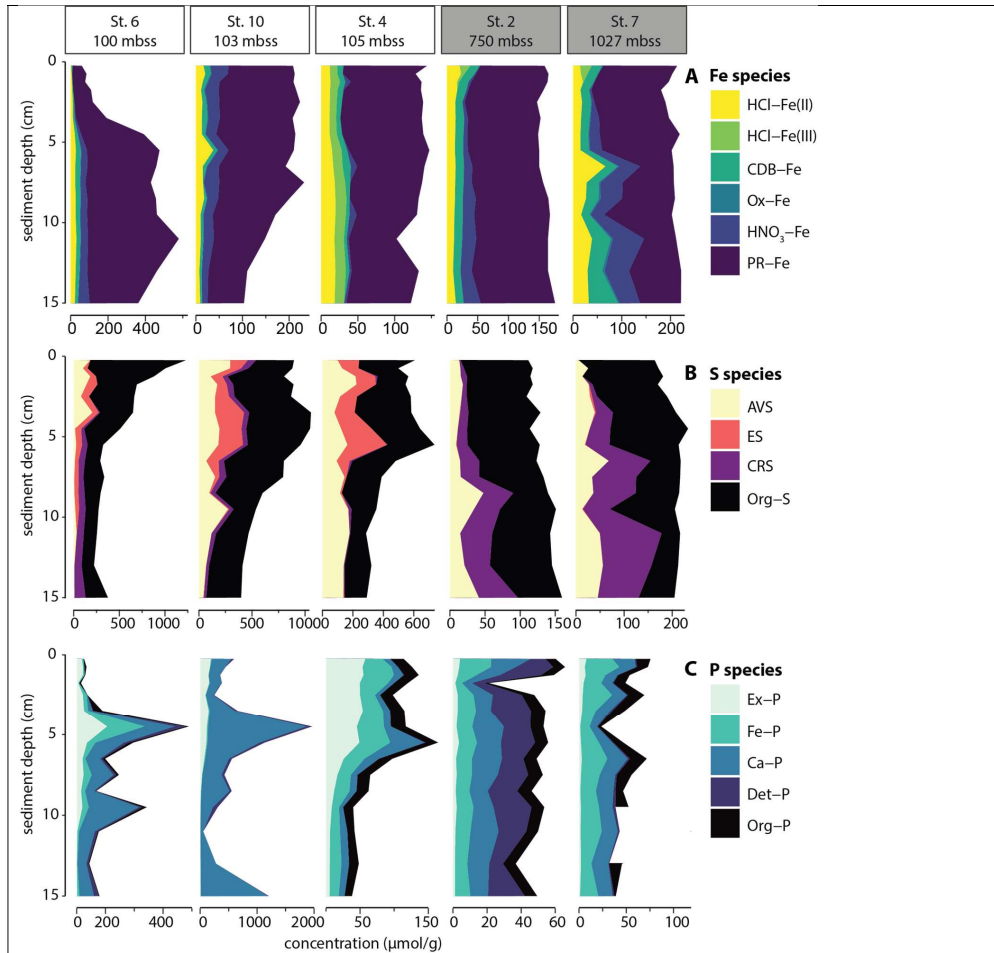 St. 6 St. 10 St. 4 St. 2 St. 7
100 mbss 103 mbss 105 mbss 750 mbss 1027 mbss
A Fe species
HCl–Fe(II)
HCl–Fe(III)
CDB–Fe
Ox–Fe
HNO3–Fe
PR–Fe
sediment depth (cm)
0
5
10
15
0 200 400 0 100 200 0 50 100 0 50 100 150 0 100 200
B S species
AVS
ES
CRS
Org–S
sediment depth (cm)
0
5
10
15
0 500 1000 0 500 1000 0 200 400 600 0 50 100 150 0 100 200
C P species
Ex–P
Fe–P
Ca–P
Det–P
Org–P
sediment depth (cm)
0
5
10
15
0 200 400 0 1000 2000 50 100 150 0 20 40 60 0 50 100
concentration (μmol/g)